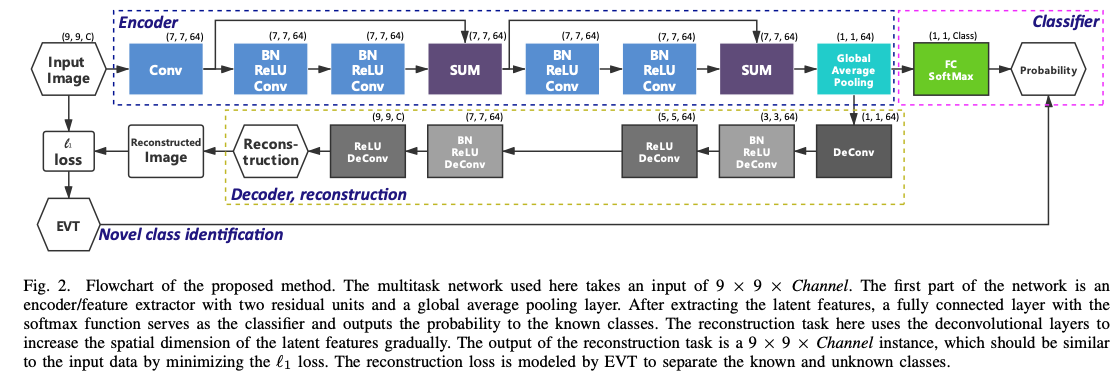 Encoder
Classifier
(9, 9, C)
(7, 7, 64)
(7, 7, 64)
(7, 7, 64)
(7, 7, 64)
(7, 7, 64)
(7, 7, 64)
(7, 7, 64)
(1, 1, 64)
(1, 1, Class)
Input
Image
Conv
BN
ReLU
Conv
BN
ReLU
Conv
SUM
BN
ReLU
Conv
BN
ReLU
Conv
SUM
Global
Average
Pooling
FC
SoftMax
Probability
(9, 9, C)
(7, 7, 64)
(5, 5, 64)
(3, 3, 64)
(1, 1, 64)
ℓ1
loss
Reconstructed
Image
Recons-
truction
ReLU
DeConv
BN
ReLU
DeConv
ReLU
DeConv
BN
ReLU
DeConv
DeConv
Decoder, reconstruction
EVT
Novel class identification
Fig. 2. Flowchart of the proposed method. The multitask network used here takes an input of 9 × 9 × Channel. The first part of the network is an
encoder/feature extractor with two residual units and a global average pooling layer. After extracting the latent features, a fully connected layer with the
softmax function serves as the classifier and outputs the probability to the known classes. The reconstruction task here uses the deconvolutional layers to
increase the spatial dimension of the latent features gradually. The output of the reconstruction task is a 9 × 9 × Channel instance, which should be similar
to the input data by minimizing the ℓ1 loss. The reconstruction loss is modeled by EVT to separate the known and unknown classes.